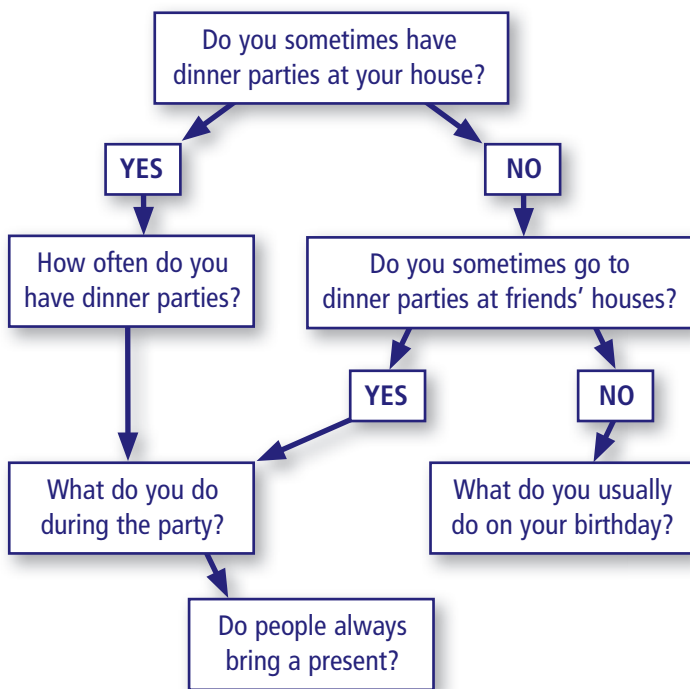 Do you sometimes have
dinner parties at your house?
YES
NO
How often do you
have dinner parties?
Do you sometimes go to
dinner parties at friends’ houses?
YES
NO
What do you do
during the party?
What do you usually
do on your birthday?
Do people always
bring a present?